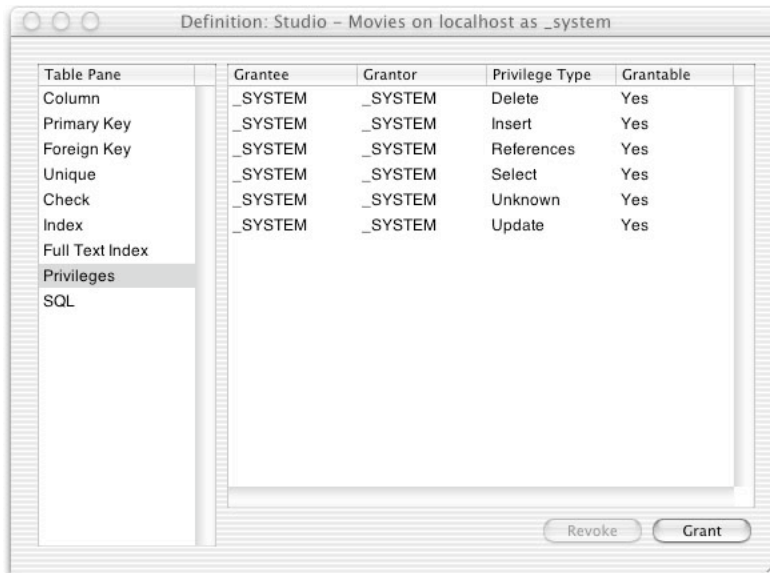 Definition: Studio – Movies on localhost as _system
Table Pane
Column
Primary Key
Foreign Key
Unique
Check
Index
Full Text Index
Privileges
SQL
Grantee Grantor Privilege Type Grantable
_SYSTEM _SYSTEM Delete Yes
_SYSTEM _SYSTEM Insert Yes
_SYSTEM _SYSTEM References Yes
_SYSTEM _SYSTEM Select Yes
_SYSTEM _SYSTEM Unknown Yes
_SYSTEM _SYSTEM Update Yes
Revoke Grant